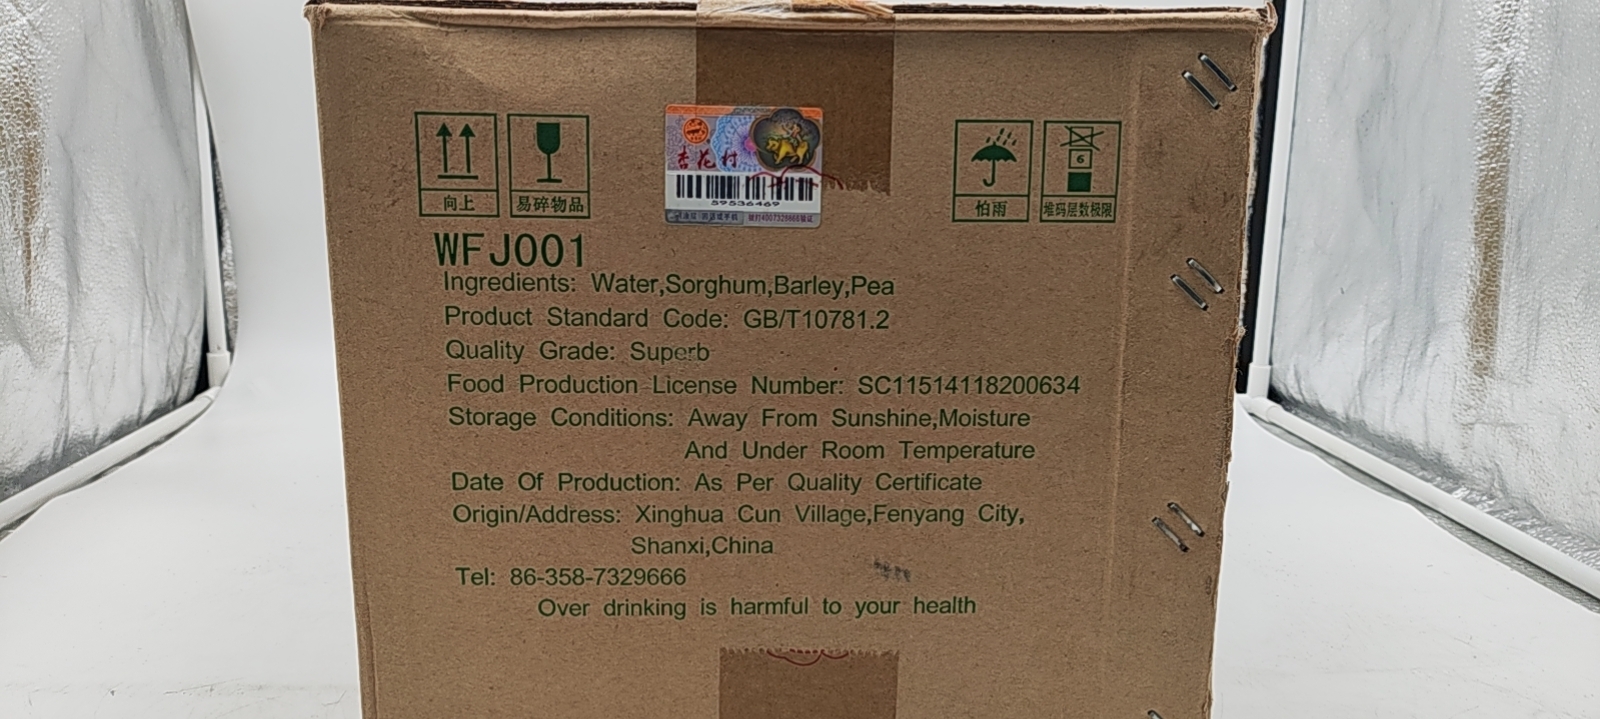 向上
易碎物品
杏花村
59536469
怕雨
6
堆码层数极限
WFJ001
Ingredients: Water,Sorghum,Barley,Pea
Product Standard Code: GB/T10781.2
Quality Grade: Superb
Food Production License Number: SC11514118200634
Storage Conditions: Away From Sunshine,Moisture
And Under Room Temperature
Date Of Production: As Per Quality Certificate
Origin/Address: Xinghua Cun Village,Fenyang City,
Shanxi,China
Tel: 86-358-7329666
Over drinking is harmful to your health